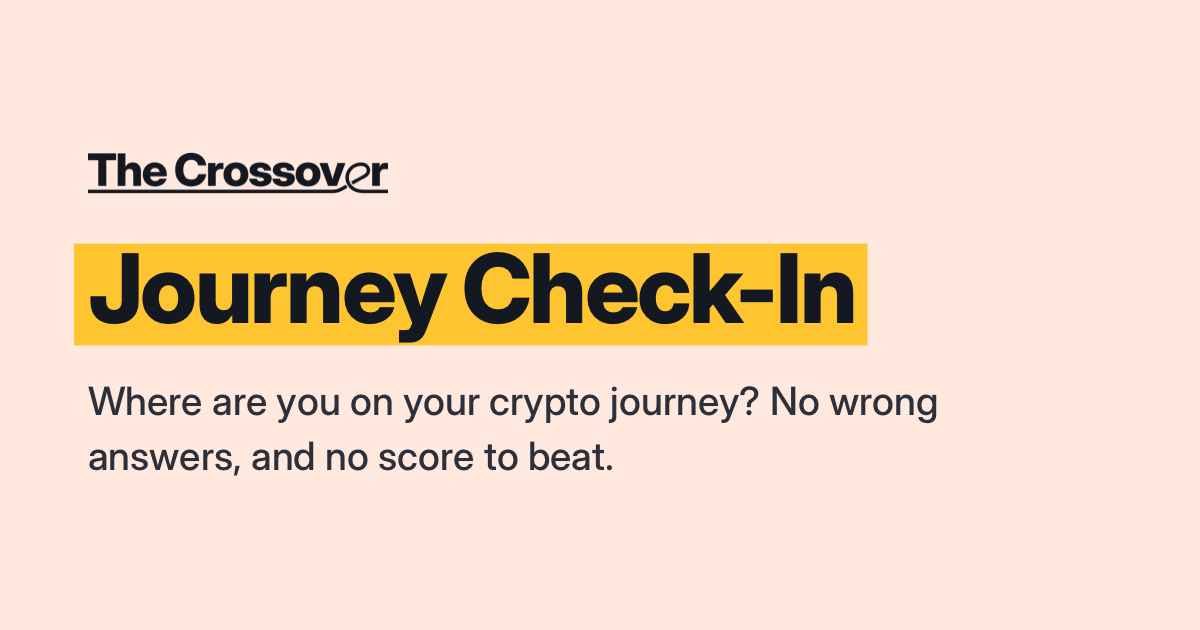 The Crossover
Journey Check-In
Where are you on your crypto journey? No wrong
answers, and no score to beat.